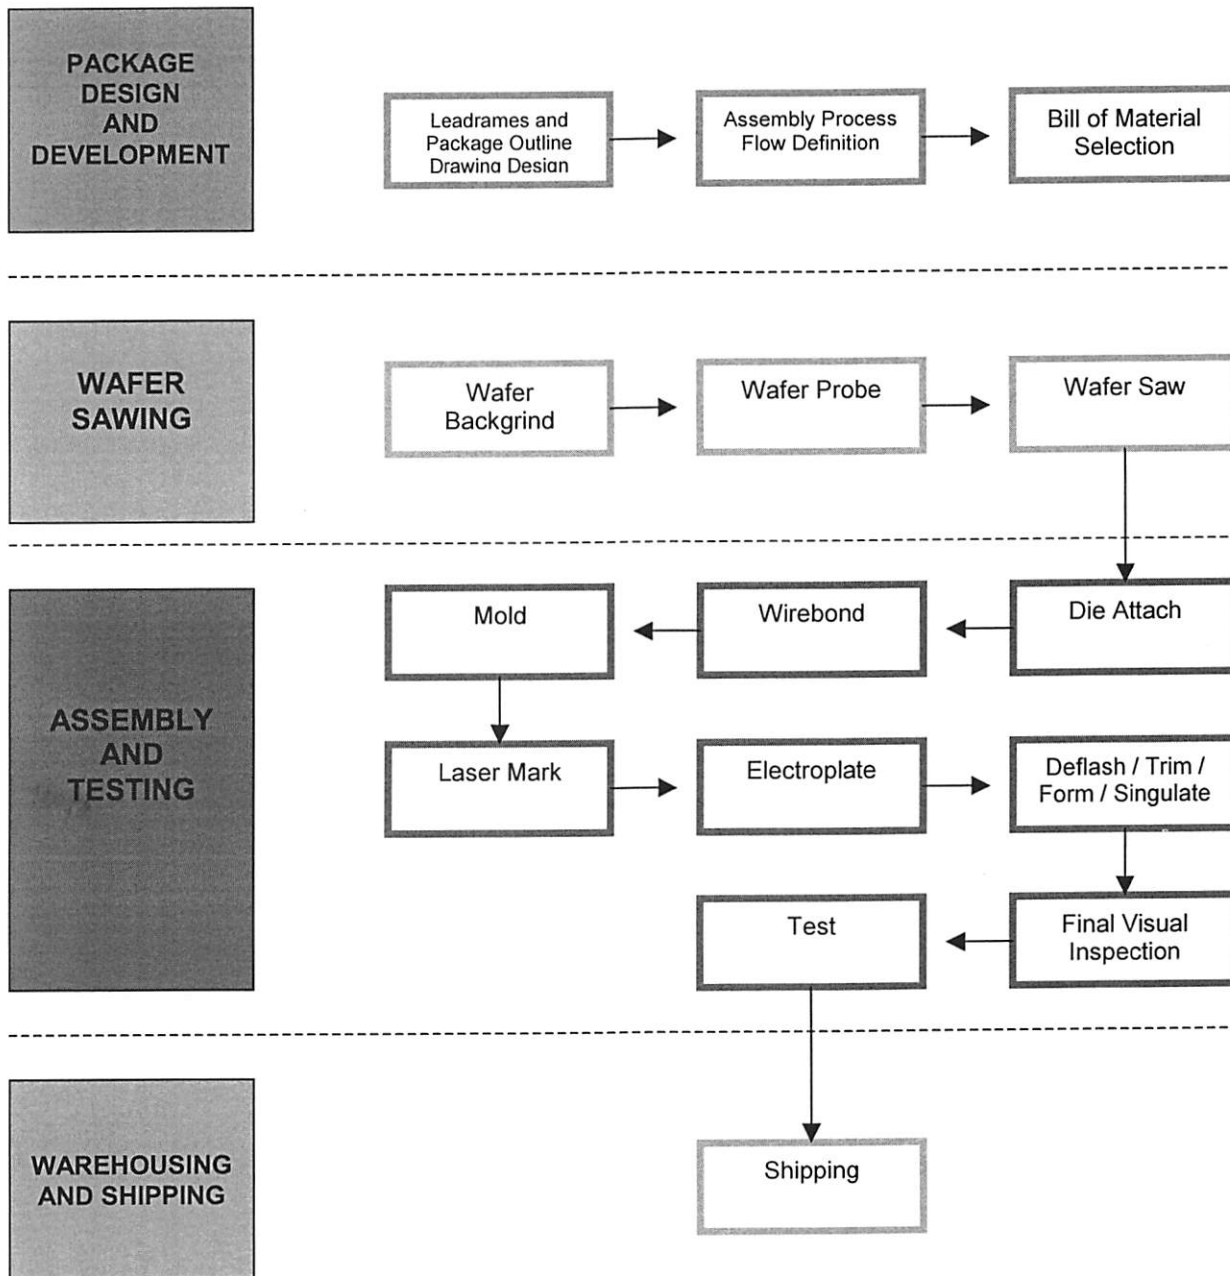 PACKAGE
DESIGN
AND
DEVELOPMENT
Leadrames and
Package Outline
Drawing Design
Assembly Process
Flow Definition
Bill of Material
Selection
WAFER
SAWING
Wafer
Backgrind
Wafer Probe
Wafer Saw
ASSEMBLY
AND
TESTING
Mold
Wirebond
Die Attach
Laser Mark
Electroplate
Deflash / Trim /
Form / Singulate
Test
Final Visual
Inspection
WAREHOUSING
AND SHIPPING
Shipping